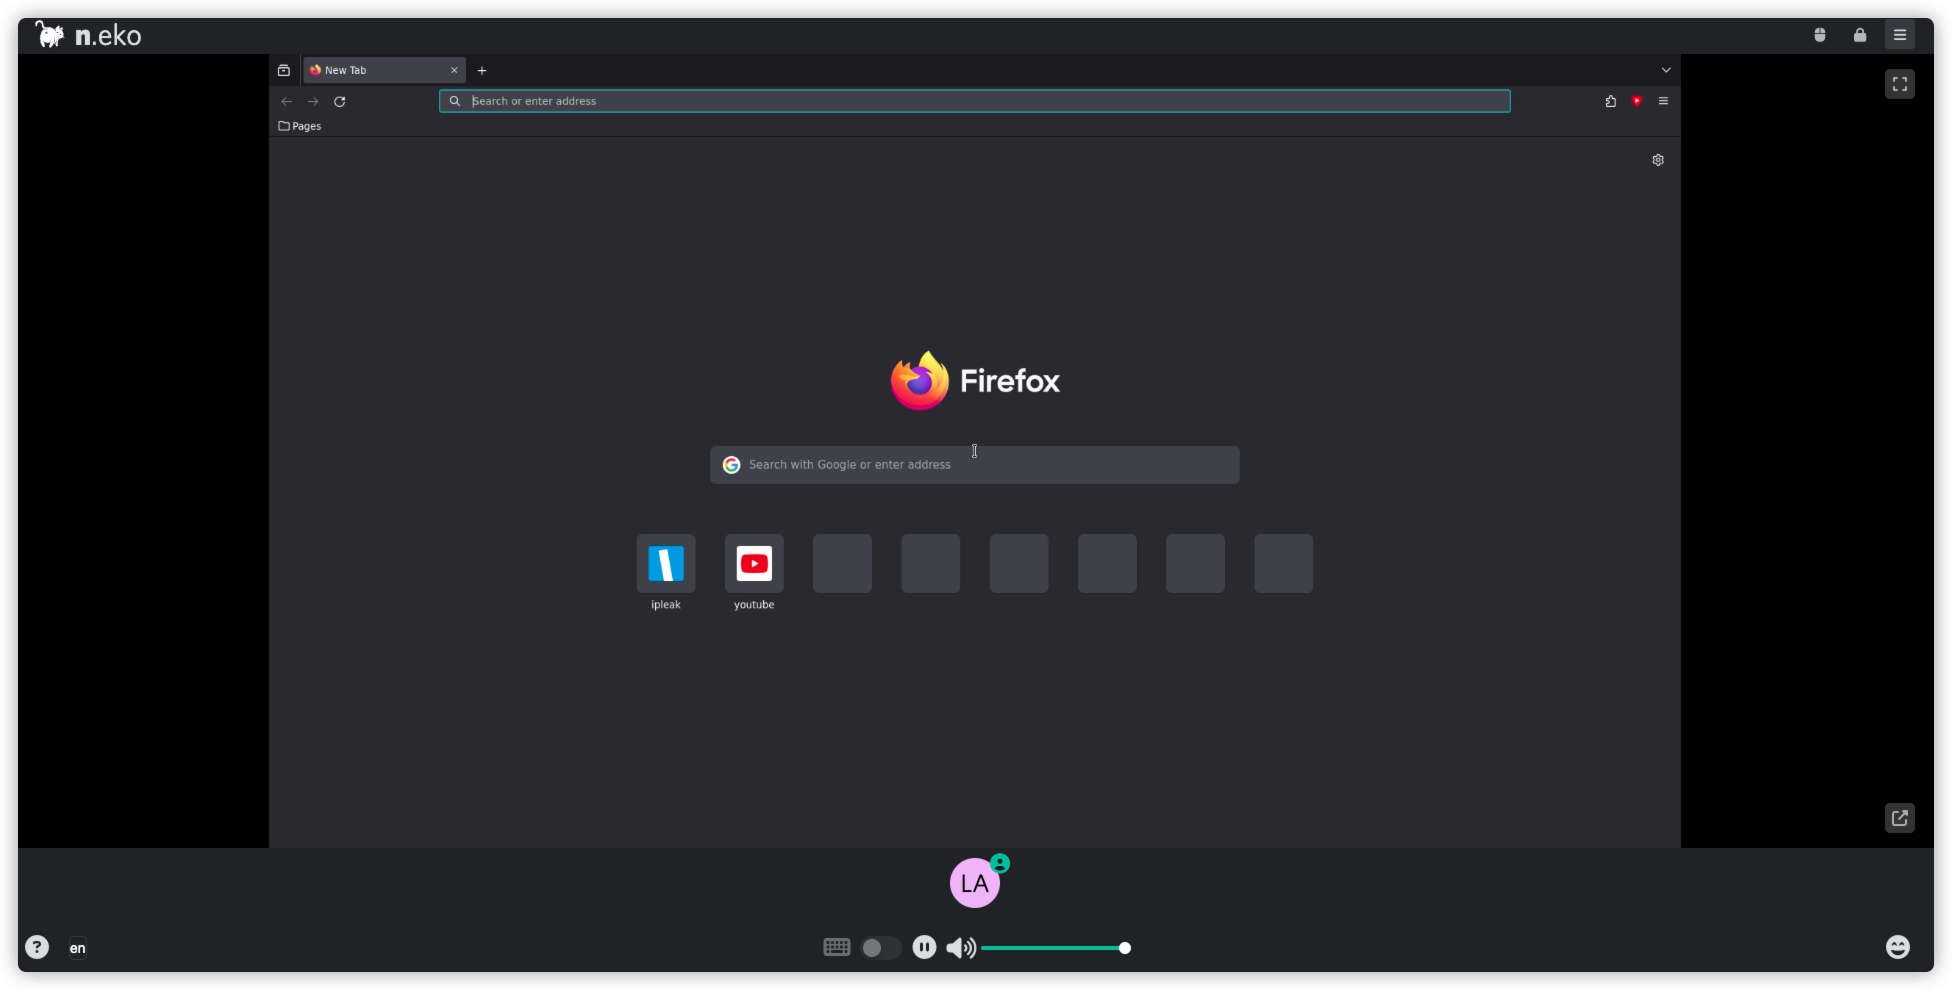 n.eko
New Tab
Search or enter address
Pages
Firefox
Search with Google or enter address
ipleak
youtube
LA
en